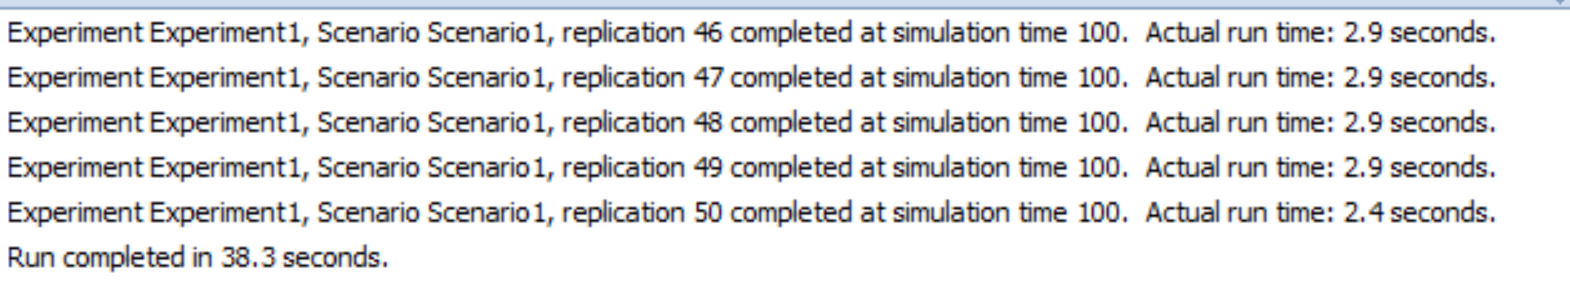 Experiment Experiment1, Scenario Scenario1, replication 46 completed at simulation time 100.  Actual run time: 2.9 seconds.
Experiment Experiment1, Scenario Scenario1, replication 47 completed at simulation time 100.  Actual run time: 2.9 seconds.
Experiment Experiment1, Scenario Scenario1, replication 48 completed at simulation time 100.  Actual run time: 2.9 seconds.
Experiment Experiment1, Scenario Scenario1, replication 49 completed at simulation time 100.  Actual run time: 2.9 seconds.
Experiment Experiment1, Scenario Scenario1, replication 50 completed at simulation time 100.  Actual run time: 2.4 seconds.
Run completed in 38.3 seconds.